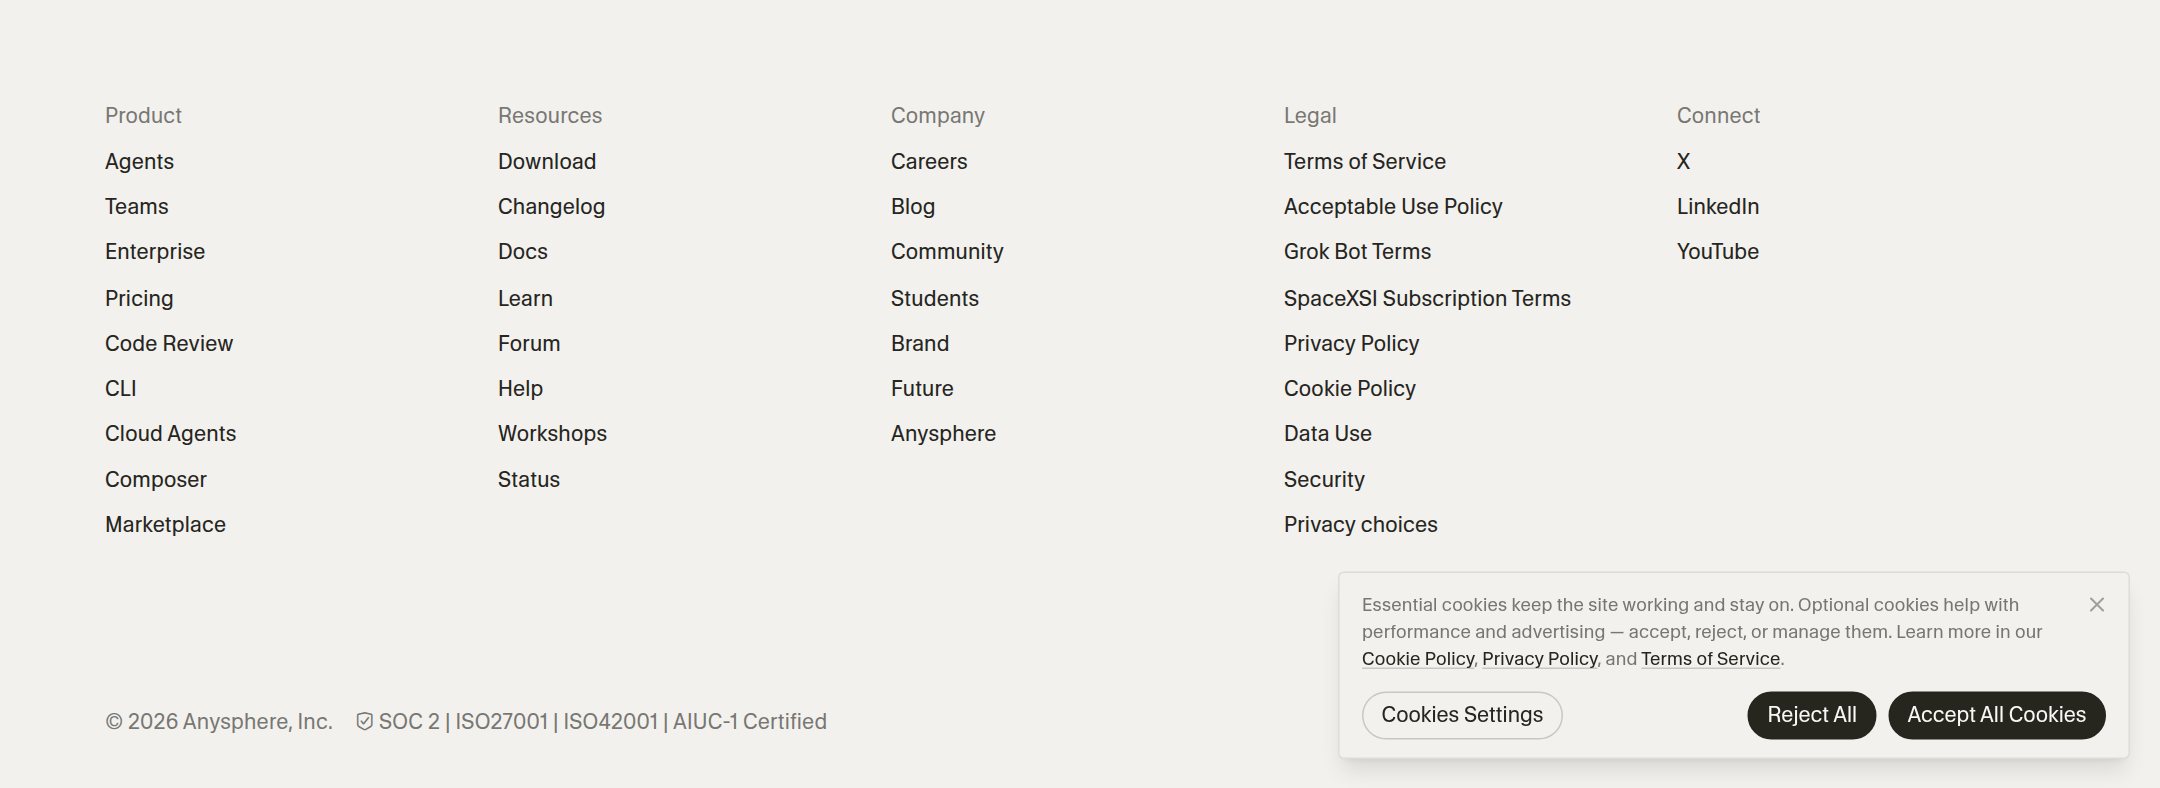 Product
Agents
Teams
Enterprise
Pricing
Code Review
CLI
Cloud Agents
Composer
Marketplace
Resources
Download
Changelog
Docs
Learn
Forum
Help
Workshops
Status
Company
Careers
Blog
Community
Students
Brand
Future
Anysphere
Legal
Terms of Service
Acceptable Use Policy
Grok Bot Terms
SpaceXSI Subscription Terms
Privacy Policy
Cookie Policy
Data Use
Security
Privacy choices
Connect
X
LinkedIn
YouTube
Essential cookies keep the site working and stay on. Optional cookies help with
performance and advertising — accept, reject, or manage them. Learn more in our
Cookie Policy, Privacy Policy, and Terms of Service.
Cookies Settings
Reject All
Accept All Cookies
© 2026 Anysphere, Inc.
SOC 2 | ISO27001 | ISO42001 | AIUC-1 Certified